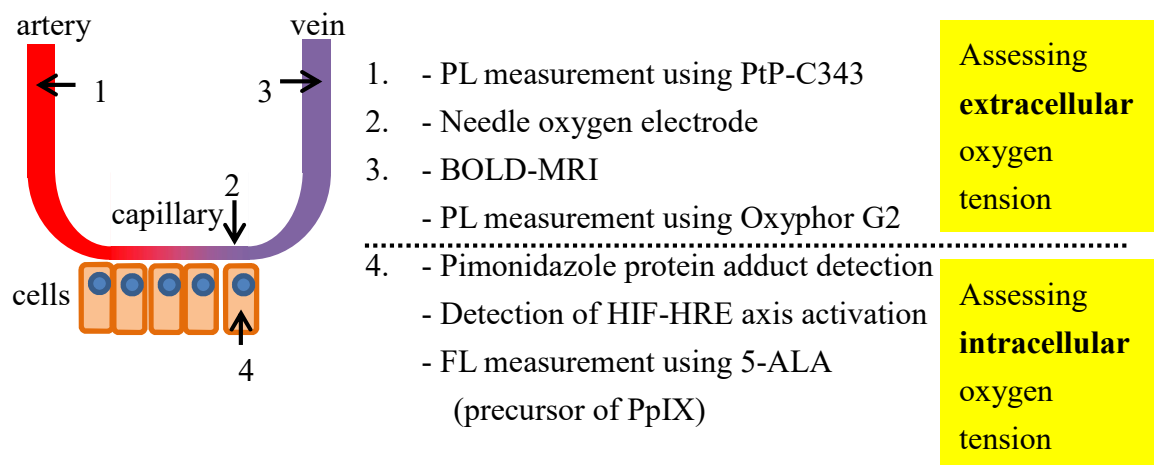 artery
vein
1
3
2
capillary
cells
4
1. - PL measurement using PtP-C343
2. - Needle oxygen electrode
3. - BOLD-MRI
- PL measurement using Oxyphor G2
4. - Pimonidazole protein adduct detection
- Detection of HIF-HRE axis activation
- FL measurement using 5-ALA
(precursor of PpIX)
Assessing
extracellular
oxygen
tension
Assessing
intracellular
oxygen
tension